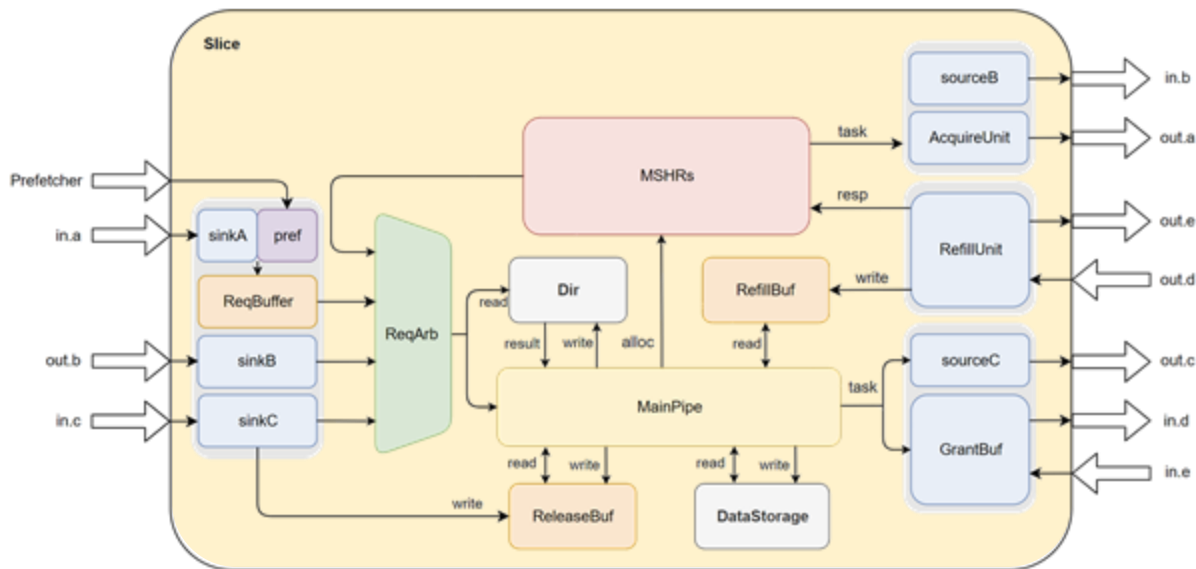 Slice
sourceB
in.b
task
AcquireUnit
out.a
MSHRs
Prefetcher
resp
out.e
sinkA
pref
in.a
RefillUnit
ReqBuffer
Dir
RefillBuf
write
out.d
read
ReqArb
result
write
alloc
read
out.b
sinkB
sourceC
out.c
task
MainPipe
in.c
sinkC
in.d
GrantBuf
read
write
read
write
in.e
write
ReleaseBuf
DataStorage